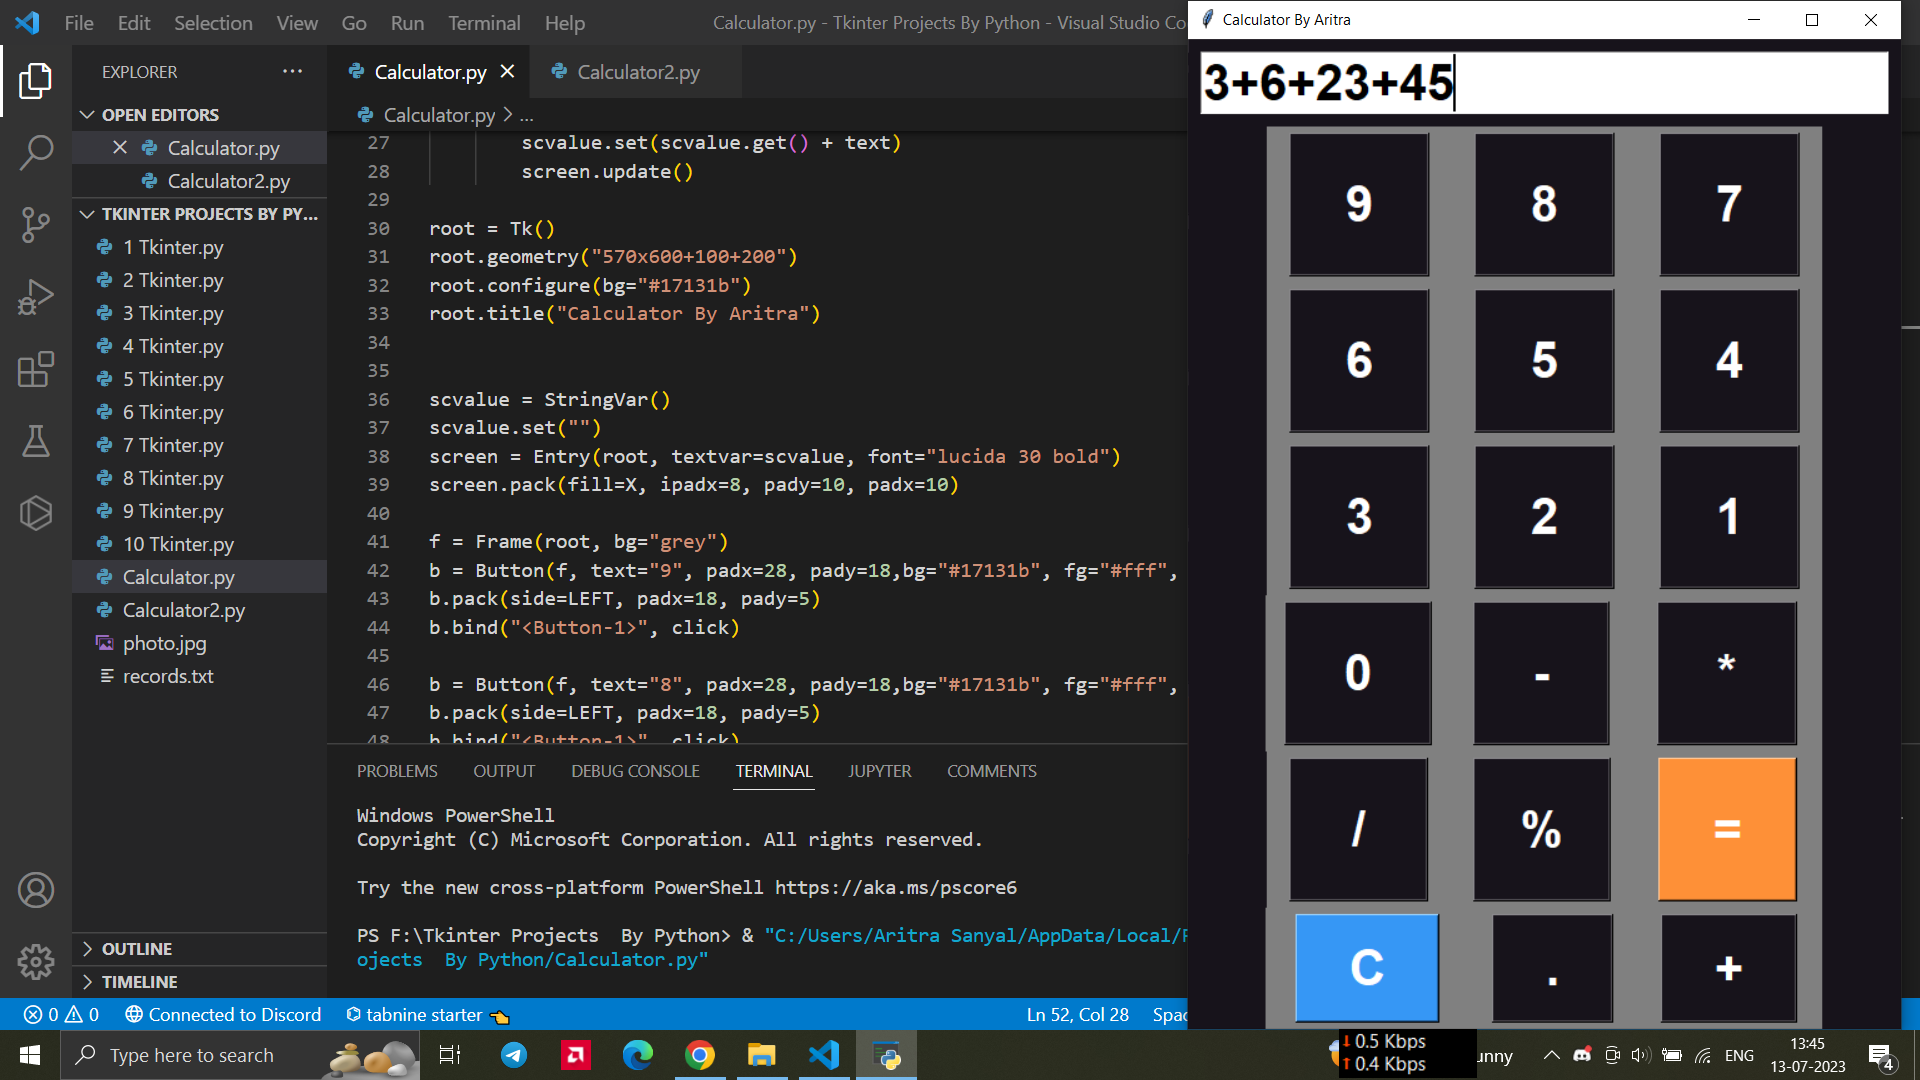 File Edit Selection View Go Run Terminal Help
Calculator.py - Tkinter Projects By Python - Visual Studio Co
EXPLORER
OPEN EDITORS
Calculator.py
Calculator2.py
TKINTER PROJECTS BY PY...
1 Tkinter.py
2 Tkinter.py
3 Tkinter.py
4 Tkinter.py
5 Tkinter.py
6 Tkinter.py
7 Tkinter.py
8 Tkinter.py
9 Tkinter.py
10 Tkinter.py
Calculator.py
Calculator2.py
photo.jpg
records.txt
OUTLINE
TIMELINE
Calculator.py
Calculator2.py
Calculator.py > ...
27 scvalue.set(scvalue.get() + text)
28 screen.update()
29
30 root = Tk()
31 root.geometry("570x600+100+200")
32 root.configure(bg="#17131b")
33 root.title("Calculator By Aritra")
34
35
36 scvalue = StringVar()
37 scvalue.set("")
38 screen = Entry(root, textvar=scvalue, font="lucida 30 bold")
39 screen.pack(fill=X, ipadx=8, pady=10, padx=10)
40
41 f = Frame(root, bg="grey")
42 b = Button(f, text="9", padx=28, pady=18,bg="#17131b", fg="#fff",
43 b.pack(side=LEFT, padx=18, pady=5)
44 b.bind("<Button-1>", click)
45
46 b = Button(f, text="8", padx=28, pady=18,bg="#17131b", fg="#fff",
47 b.pack(side=LEFT, padx=18, pady=5)
48 b.bind("<Button-1>", click)
PROBLEMS OUTPUT DEBUG CONSOLE TERMINAL JUPYTER COMMENTS
Windows PowerShell
Copyright (C) Microsoft Corporation. All rights reserved.
Try the new cross-platform PowerShell https://aka.ms/pscore6
PS F:\Tkinter Projects  By Python> & "C:/Users/Aritra Sanyal/AppData/Local/
ojects  By Python/Calculator.py"
0 0 Connected to Discord tabnine starter
Ln 52, Col 28 Spac
Calculator By Aritra
3+6+23+45
9 8 7
6 5 4
3 2 1
0 - *
/ % =
C . +
Type here to search
0.5 Kbps
0.4 Kbps
unny
ENG
13:45
13-07-2023
4